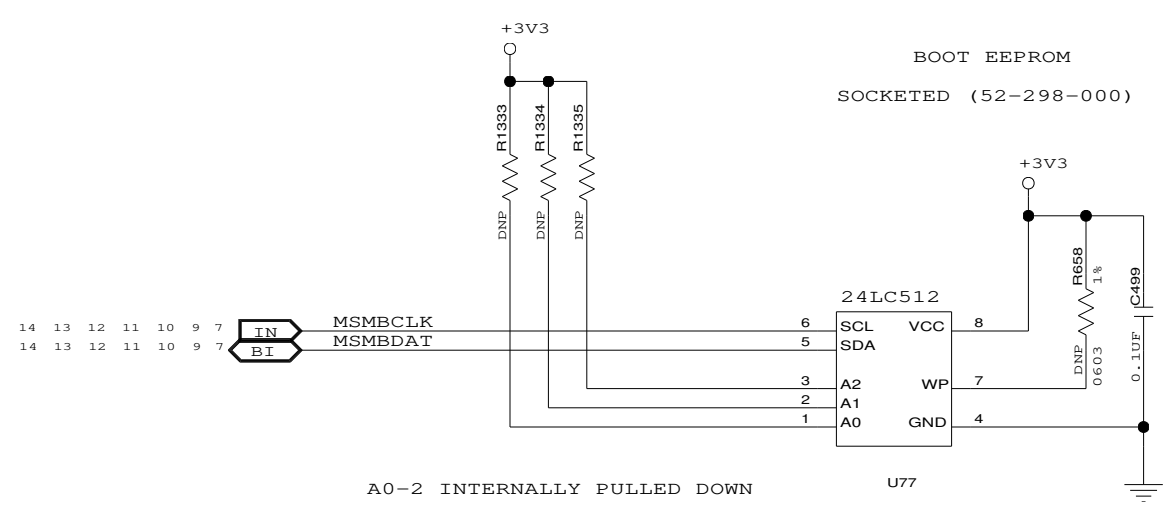 +3V3
BOOT EEPROM
SOCKETED (52-298-000)
R1333
R1334
R1335
DNP
DNP
DNP
+3V3
R658
1%
DNP
0603
C499
0.1UF
24LC512
14 13 12 11 10 9 7 IN MSMBCLK 6 SCL VCC 8
14 13 12 11 10 9 7 BI MSMBDAT 5 SDA
3 A2 WP 7
2 A1
1 A0 GND 4
U77
A0-2 INTERNALLY PULLED DOWN